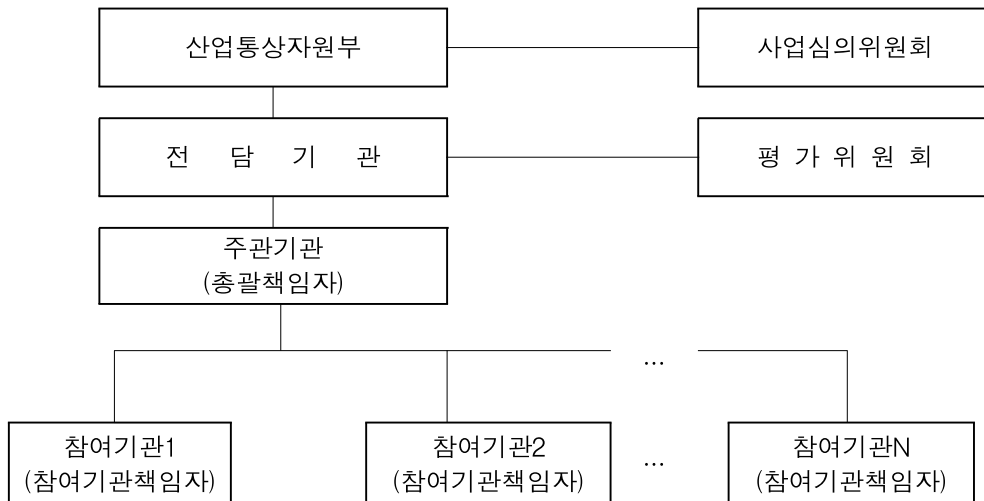 산업통상자원부
사업심의위원회
전 담 기 관
평 가 위 원 회
주관기관
(총괄책임자)
...
참여기관1
(참여기관책임자)
참여기관2
(참여기관책임자)
...
참여기관N
(참여기관책임자)